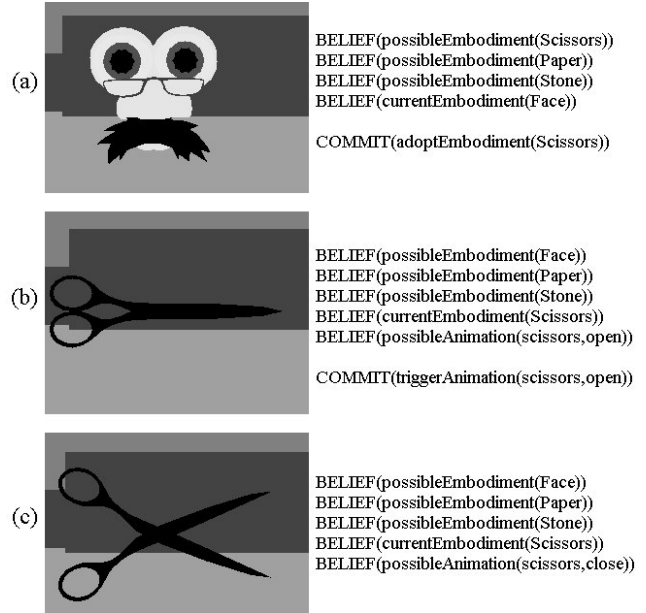 (a)
BELIEF(possibleEmbodiment(Scissors))
BELIEF(possibleEmbodiment(Paper))
BELIEF(possibleEmbodiment(Stone))
BELIEF(currentEmbodiment(Face))
COMMIT(adoptEmbodiment(Scissors))
(b)
BELIEF(possibleEmbodiment(Face))
BELIEF(possibleEmbodiment(Paper))
BELIEF(possibleEmbodiment(Stone))
BELIEF(currentEmbodiment(Scissors))
BELIEF(possibleAnimation(scissors,open))
COMMIT(triggerAnimation(scissors,open))
(c)
BELIEF(possibleEmbodiment(Face))
BELIEF(possibleEmbodiment(Paper))
BELIEF(possibleEmbodiment(Stone))
BELIEF(currentEmbodiment(Scissors))
BELIEF(possibleAnimation(scissors,close))